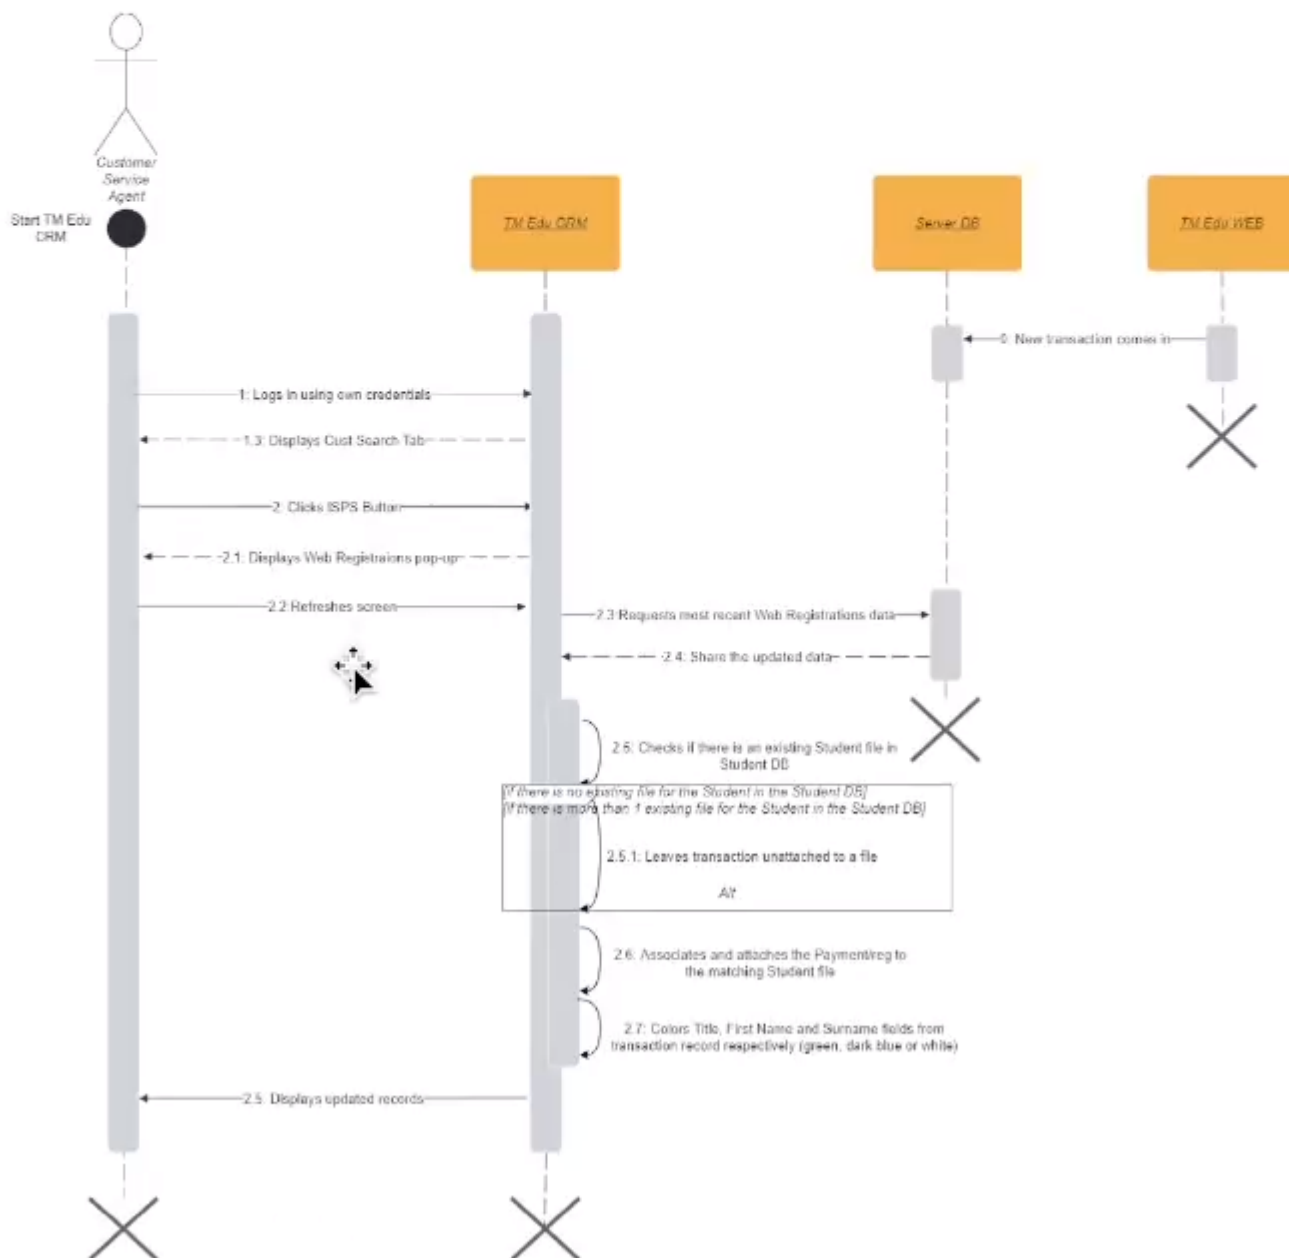 Customer
Service
Agent
Start TM Edu
CRM
TM Edu CRM
Server DB
TM Edu WEB
0: New transaction comes in
1: Logs in using own credentials
1.3: Displays Cust Search Tab
2: Clicks ISPS Button
2.1: Displays Web Registraions pop-up
2.2 Refreshes screen
2.3 Requests most recent Web Registrations data
2.4: Share the updated data
2.5: Checks if there is an existing Student file in
Student DB
[if there is no existing file for the Student in the Student DB]
[if there is more than 1 existing file for the Student in the Student DB]
2.5.1: Leaves transaction unattached to a file
Alt
2.6: Associates and attaches the Payment/reg to
the matching Student file
2.7: Colors Title, First Name and Surname fields from
transaction record respectively (green, dark blue or white)
2.5: Displays updated records